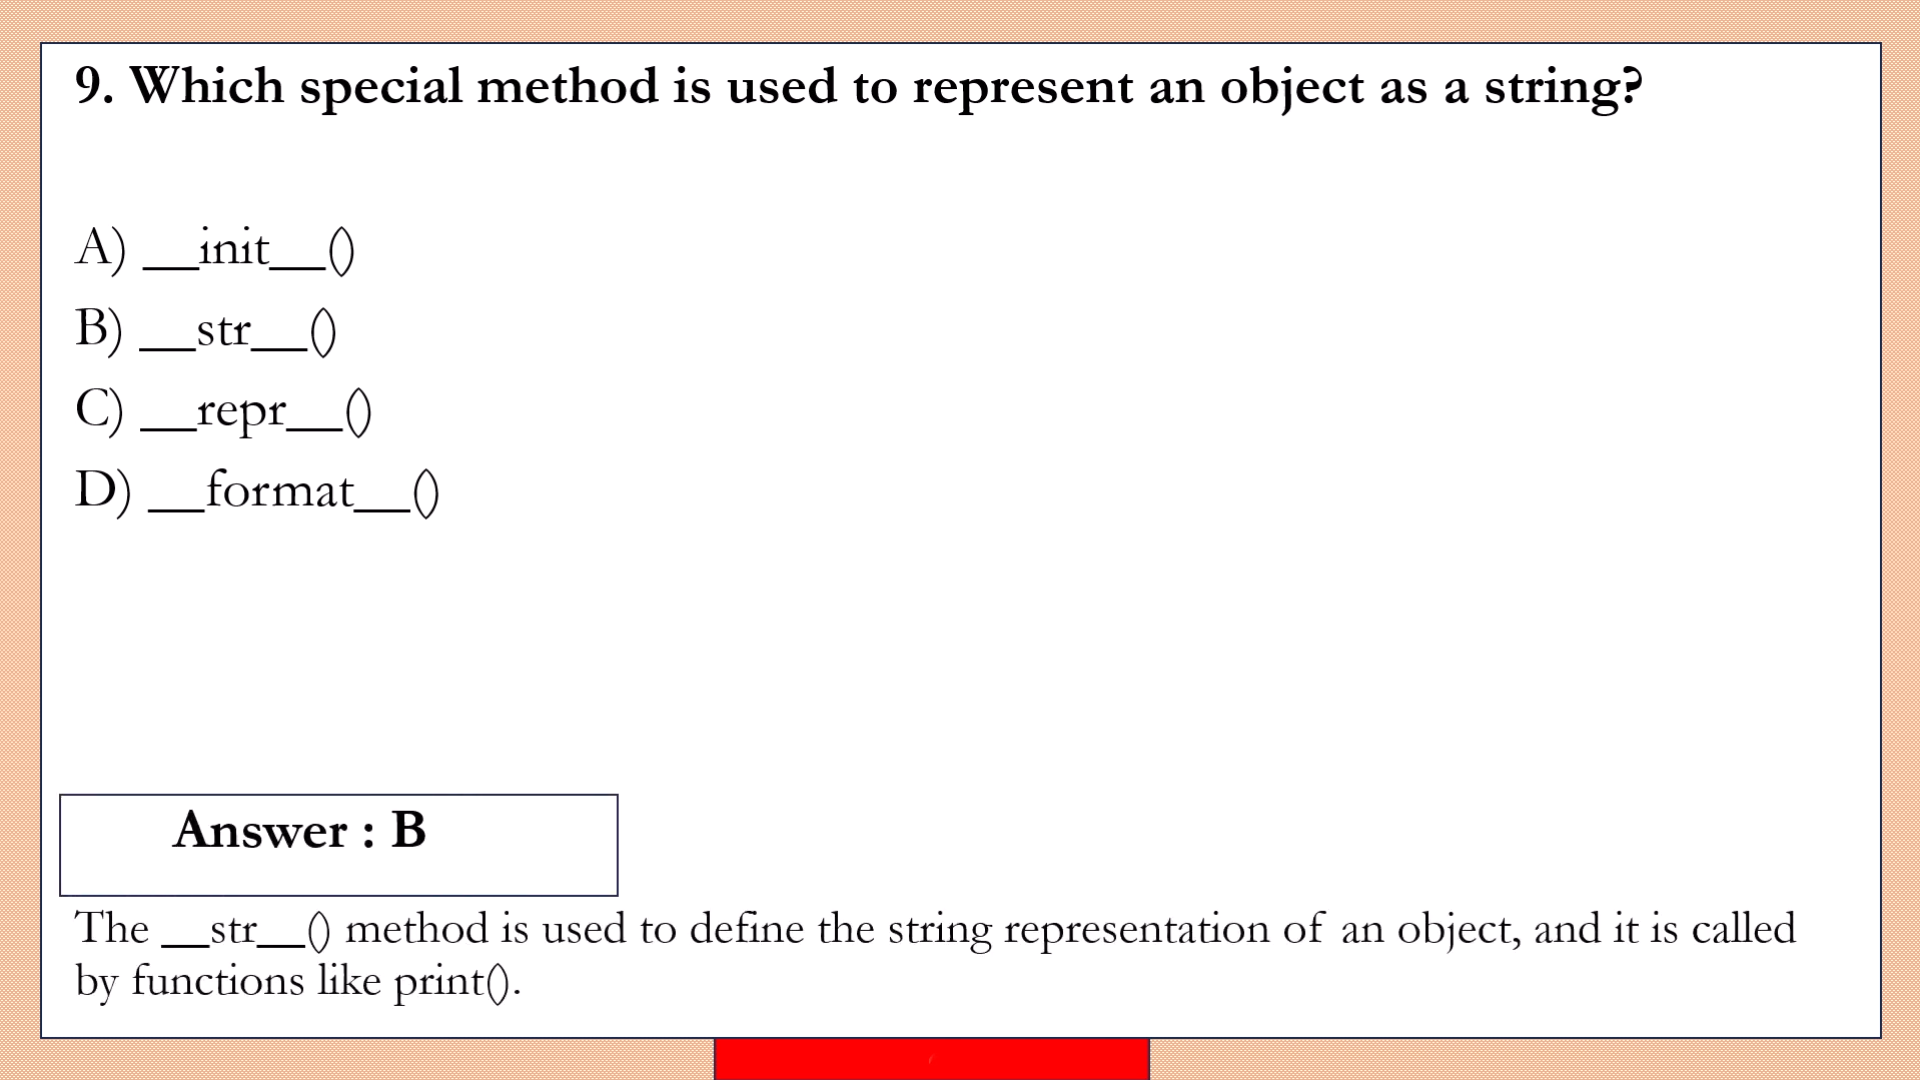 9. Which special method is used to represent an object as a string?
A) __init__()
B) __str__()
C) __repr__()
D) __format__()
Answer : B
The __str__() method is used to define the string representation of an object, and it is called
by functions like print().